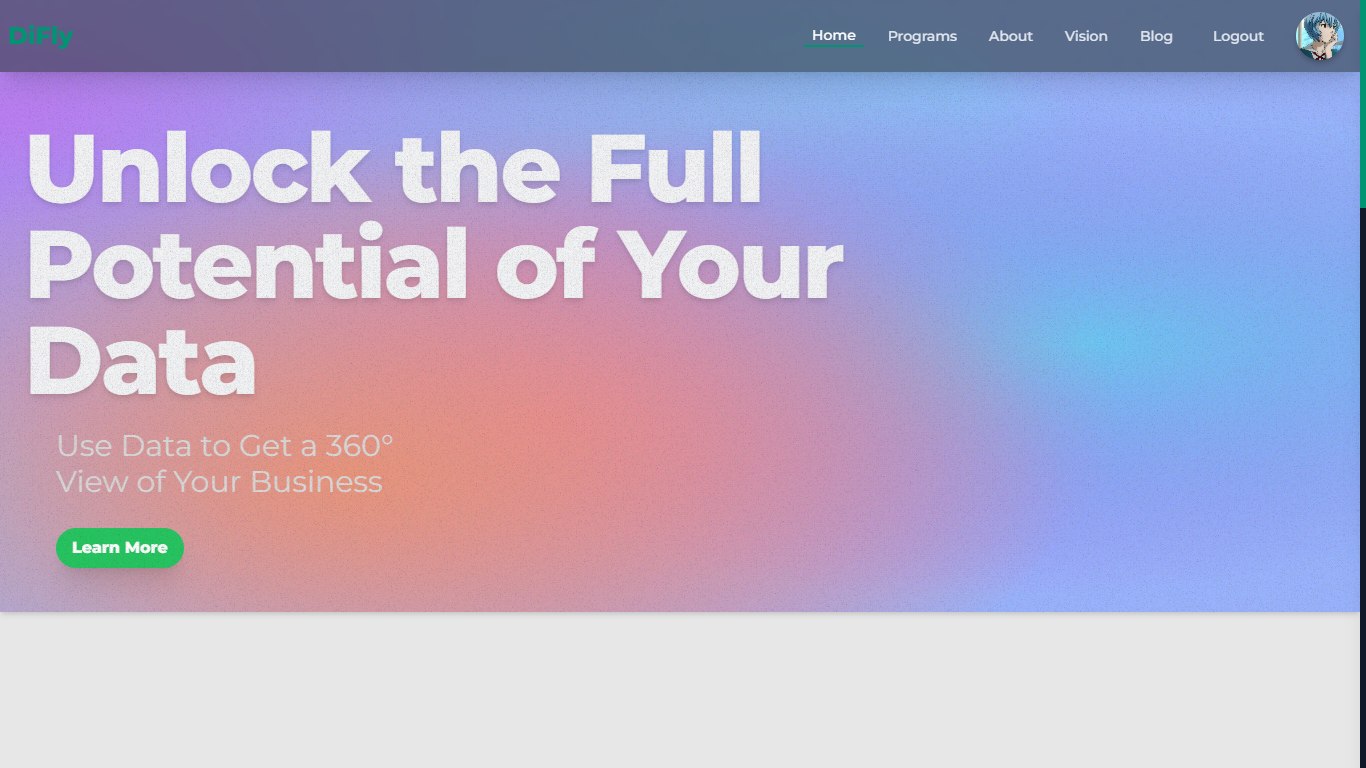 DiFly
Home
Programs
About
Vision
Blog
Logout
Unlock the Full
Potential of Your
Data
Use Data to Get a 360°
View of Your Business
Learn More